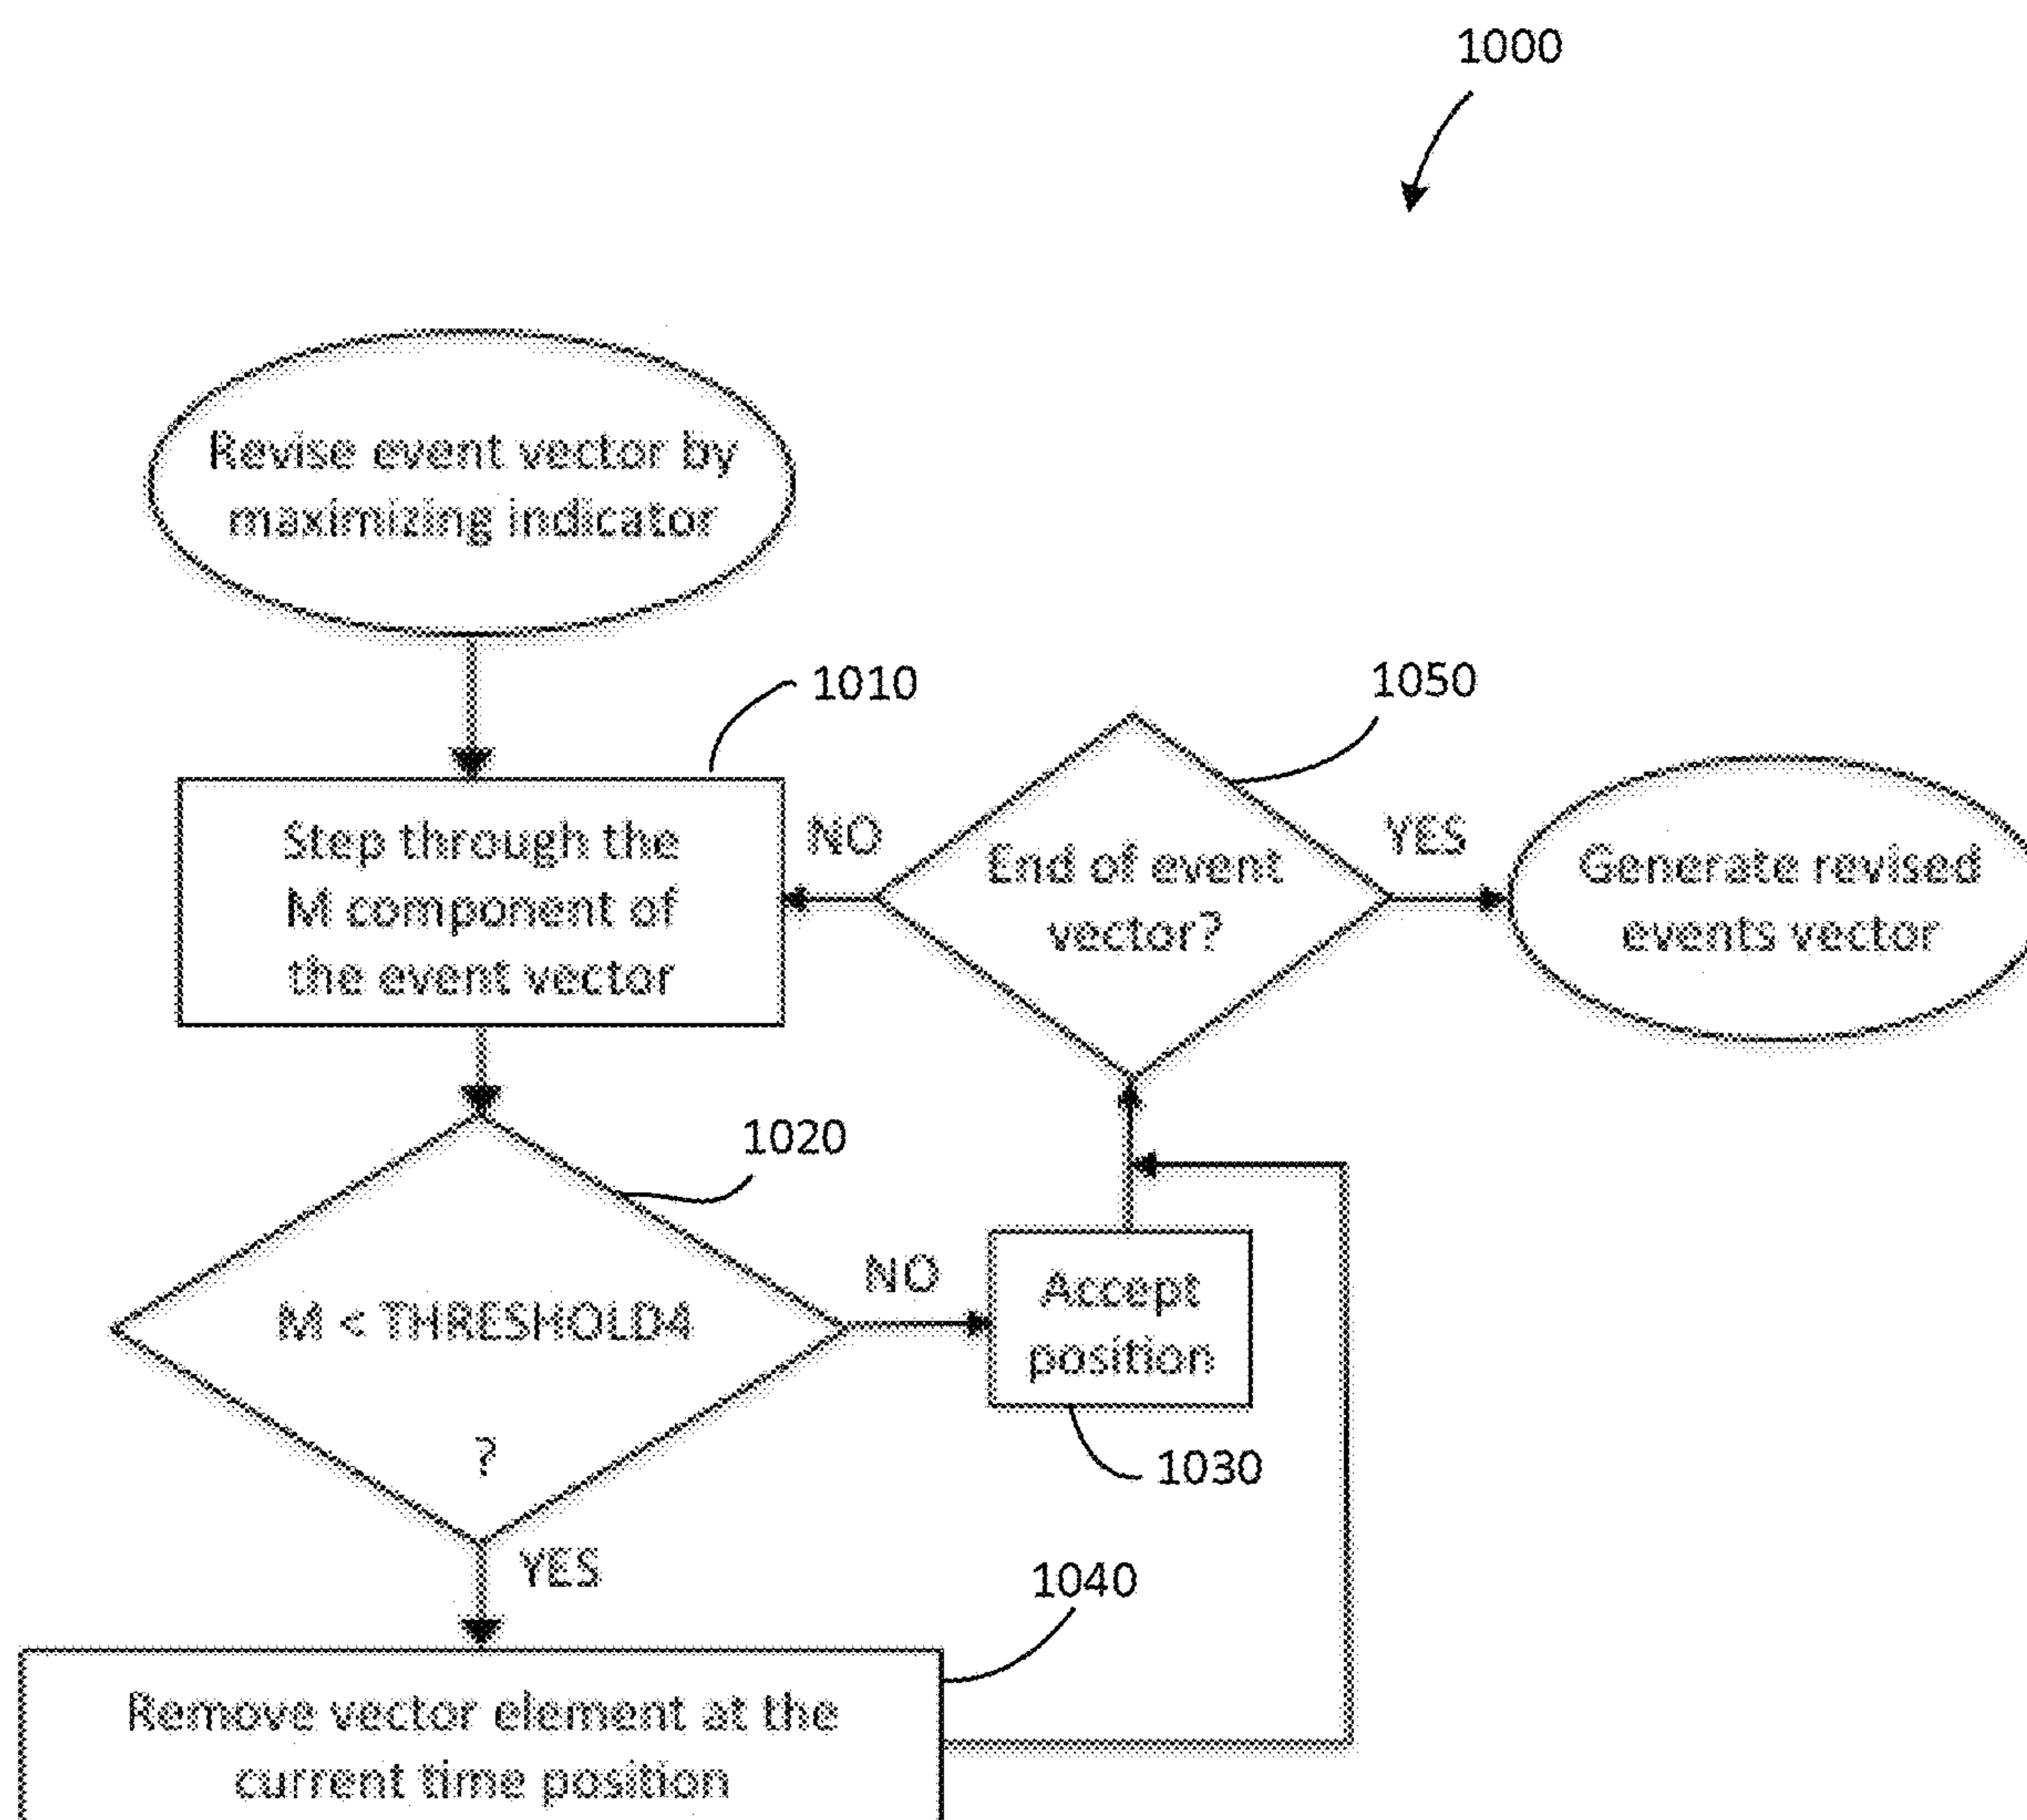 1000
Revise event vector by
maximizing indicator
1010
1050
Step through the
M component of
the event vector
NO
End of event
vector?
YES
Generate revised
events vector
1020
M < THRESHOLD4
?
NO
Accept
position
1030
YES
1040
Remove vector element at the
current time position